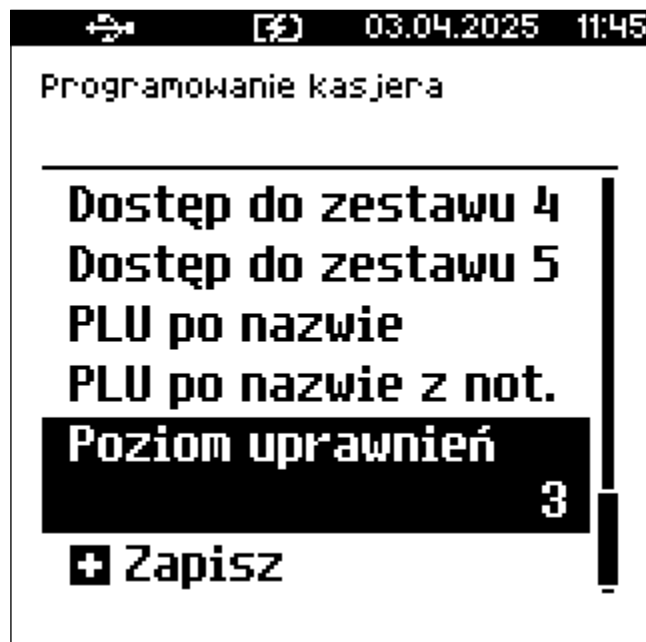 03.04.2025 11:45
Programowanie kasjera
Dostęp do zestawu 4
Dostęp do zestawu 5
PLU po nazwie
PLU po nazwie z not.
Poziom uprawnień
3
Zapisz